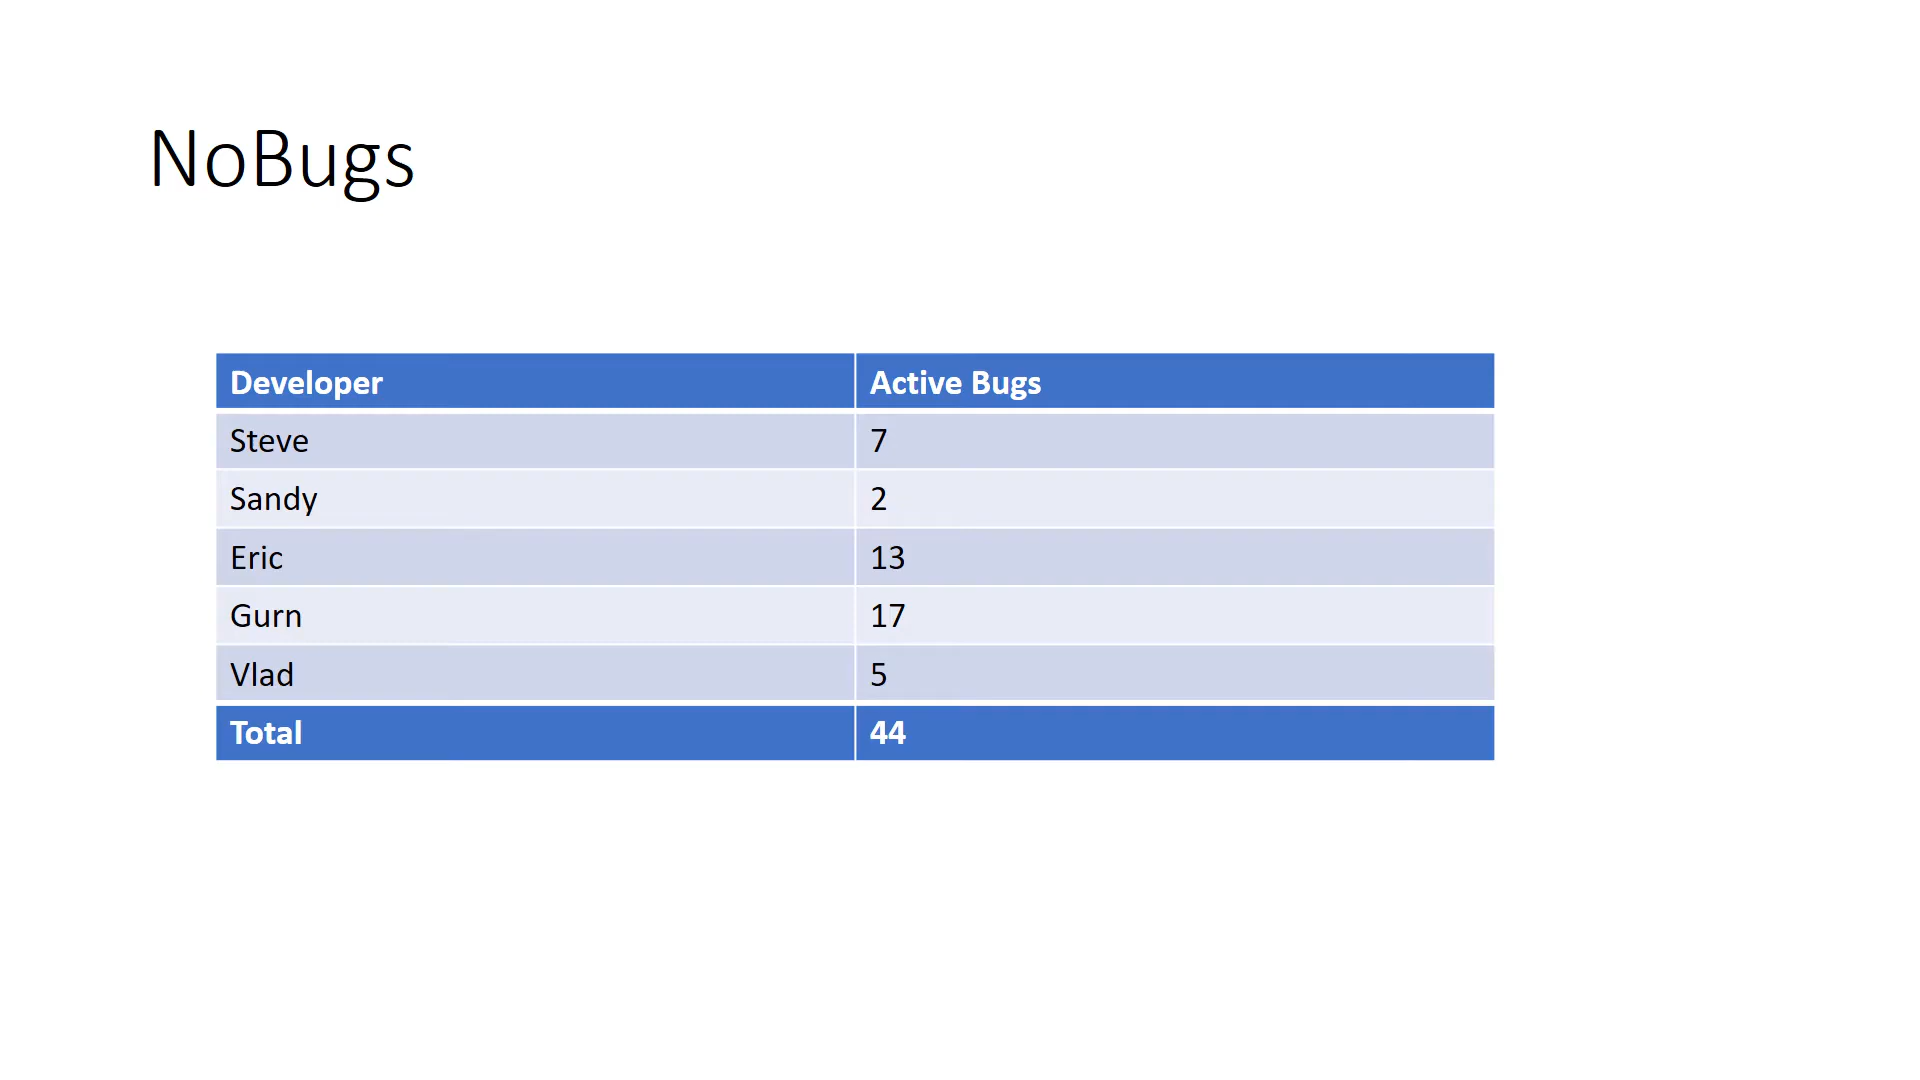 NoBugs
Developer Active Bugs
Steve 7
Sandy 2
Eric 13
Gurn 17
Vlad 5
Total 44